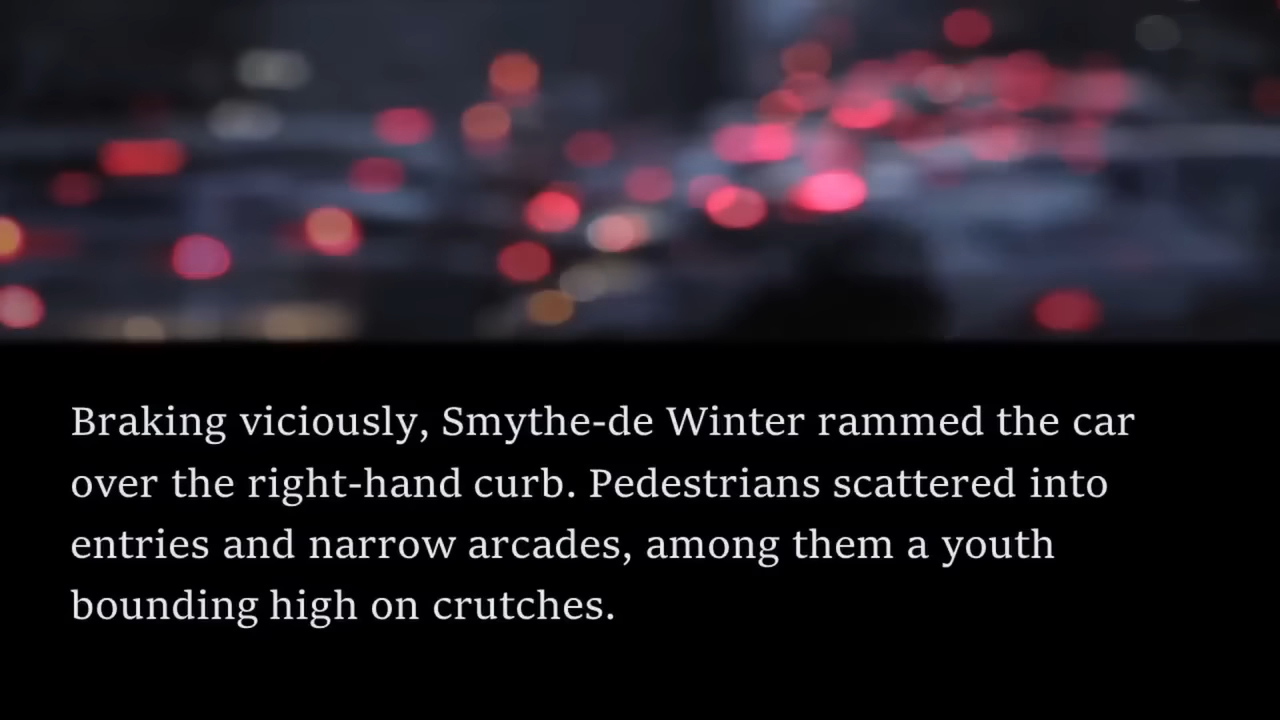 Braking viciously, Smythe-de Winter rammed the car
over the right-hand curb. Pedestrians scattered into
entries and narrow arcades, among them a youth
bounding high on crutches.